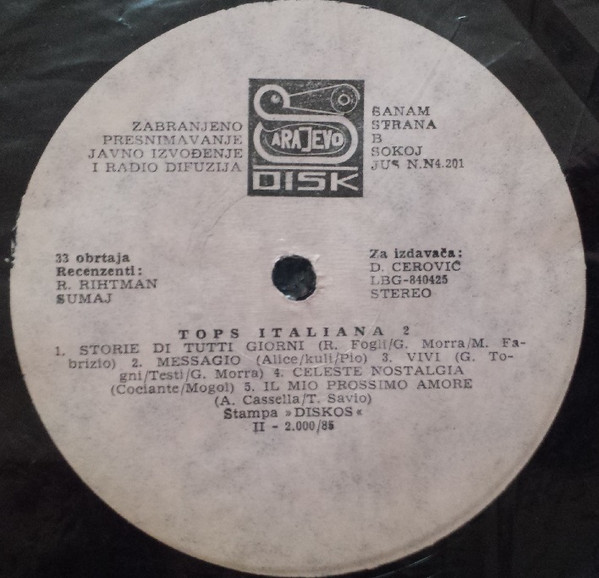 ZABRANJENO
PRESNIMAVANJE
JAVNO IZVOĐENJE
I RADIO DIFUZIJA
SARAJEVO
DISK
SANAM
STRANA
B
SOKOJ
JUS N.N4.201
33 obrtaja
Recenzenti:
R. RIHTMAN
SUMAJ
Za izdavača:
D. CEROVIĆ
LBG-840425
STEREO
TOPS ITALIANA 2
1. STORIE DI TUTTI GIORNI (R. Fogli/G. Morra/M. Fa-
brizio) 2. MESSAGIO (Alice/kuli/Pio) 3. VIVI (G. To-
gni/Testi/G. Morra) 4. CELESTE NOSTALGIA
(Cociante/Mogol) 5. IL MIO PROSSIMO AMORE
(A. Cassella/T. Savio)
Štampa »DISKOS«
II - 2.000/85